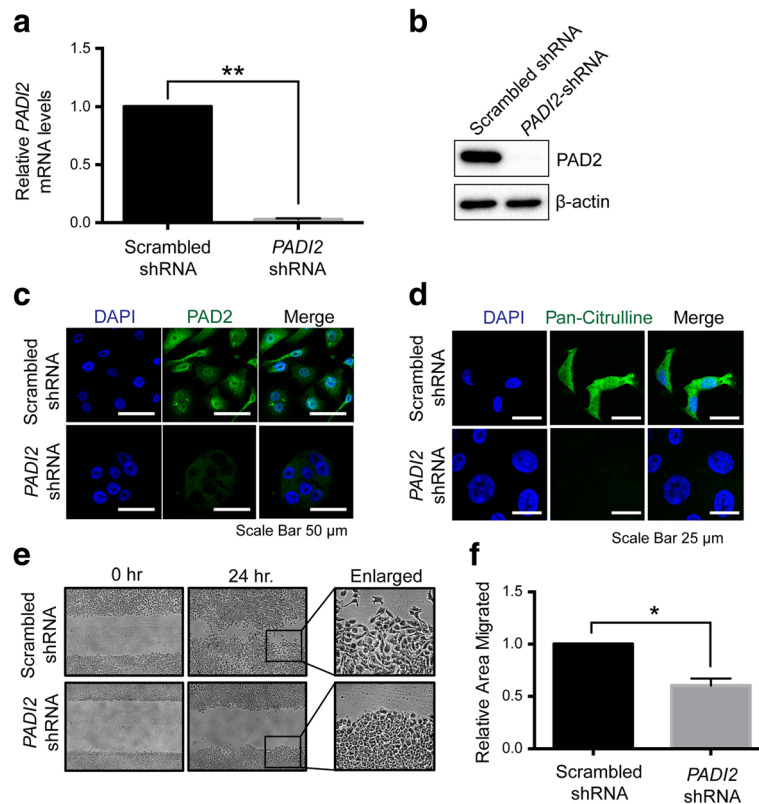 a
Relative PADI2
mRNA levels
1.5
1.0
0.5
0.0
**
Scrambled
shRNA
PADI2
shRNA
b
Scrambled shRNA
PADI2-shRNA
PAD2
β-actin
c
DAPI
PAD2
Merge
Scrambled
shRNA
PADI2
shRNA
Scale Bar 50 μm
d
DAPI
Pan-Citrulline
Merge
Scrambled
shRNA
PADI2
shRNA
Scale Bar 25 μm
e
0 hr
24 hr.
Enlarged
Scrambled
shRNA
PADI2
shRNA
f
Relative Area Migrated
1.5
1.0
0.5
0.0
*
Scrambled
shRNA
PADI2
shRNA